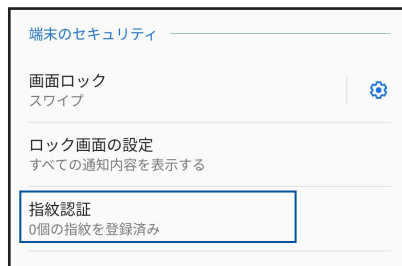 端末のセキュリティ
画面ロック
スワイプ
ロック画面の設定
すべての通知内容を表示する
指紋認証
0個の指紋を登録済み